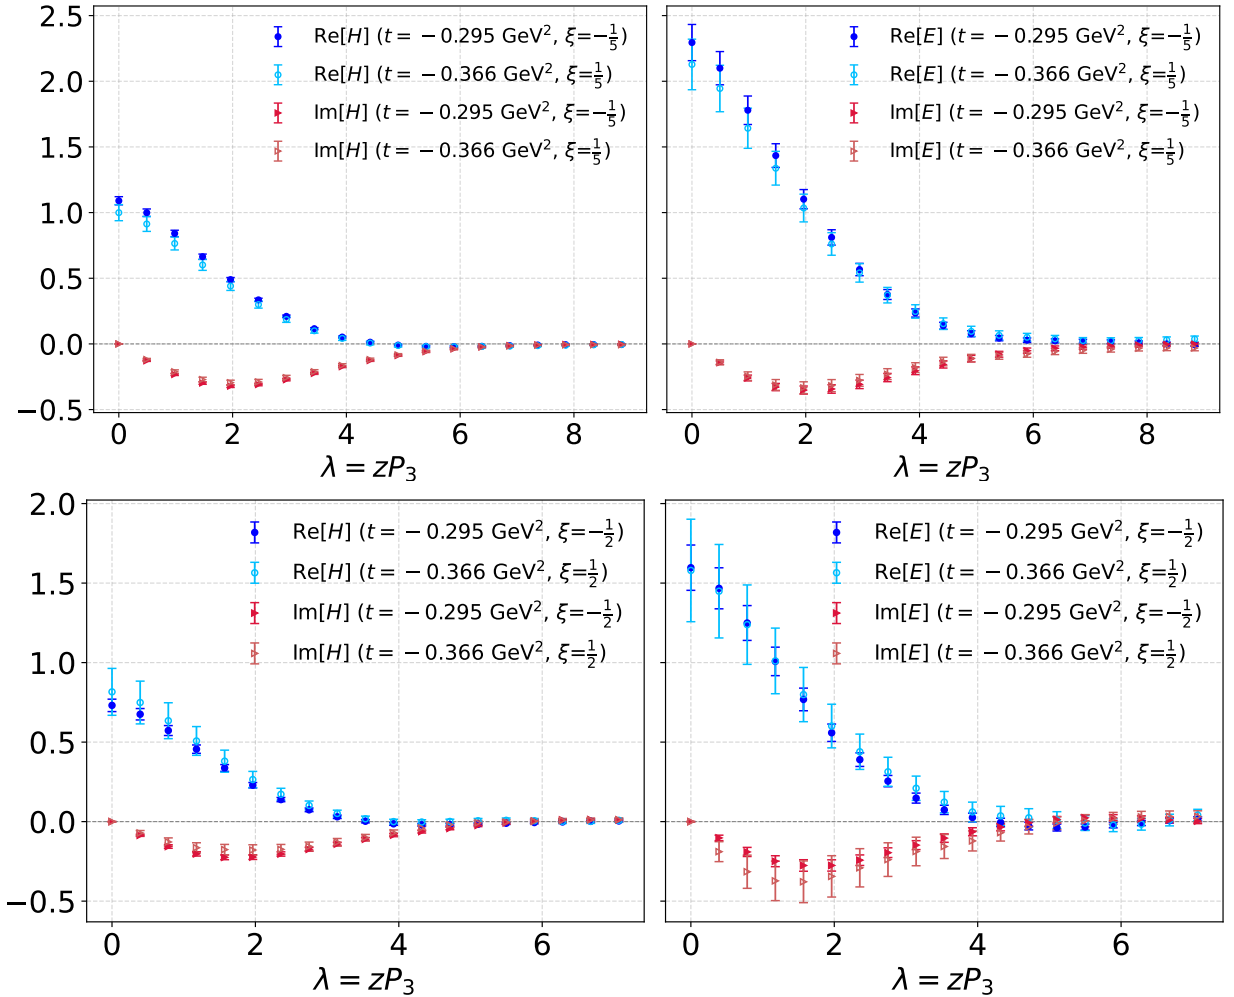 2.5
2.0
1.5
1.0
0.5
0.0
−0.5
Re[H] (t = −0.295 GeV², ξ=−1/5)
Re[H] (t = −0.366 GeV², ξ=1/5)
Im[H] (t = −0.295 GeV², ξ=−1/5)
Im[H] (t = −0.366 GeV², ξ=1/5)
0 2 4 6 8
λ = zP₃
Re[E] (t = −0.295 GeV², ξ=−1/5)
Re[E] (t = −0.366 GeV², ξ=1/5)
Im[E] (t = −0.295 GeV², ξ=−1/5)
Im[E] (t = −0.366 GeV², ξ=1/5)
0 2 4 6 8
λ = zP₃
2.0
1.5
1.0
0.5
0.0
−0.5
Re[H] (t = −0.295 GeV², ξ=−1/2)
Re[H] (t = −0.366 GeV², ξ=1/2)
Im[H] (t = −0.295 GeV², ξ=−1/2)
Im[H] (t = −0.366 GeV², ξ=1/2)
0 2 4 6
λ = zP₃
Re[E] (t = −0.295 GeV², ξ=−1/2)
Re[E] (t = −0.366 GeV², ξ=1/2)
Im[E] (t = −0.295 GeV², ξ=−1/2)
Im[E] (t = −0.366 GeV², ξ=1/2)
0 2 4 6
λ = zP₃